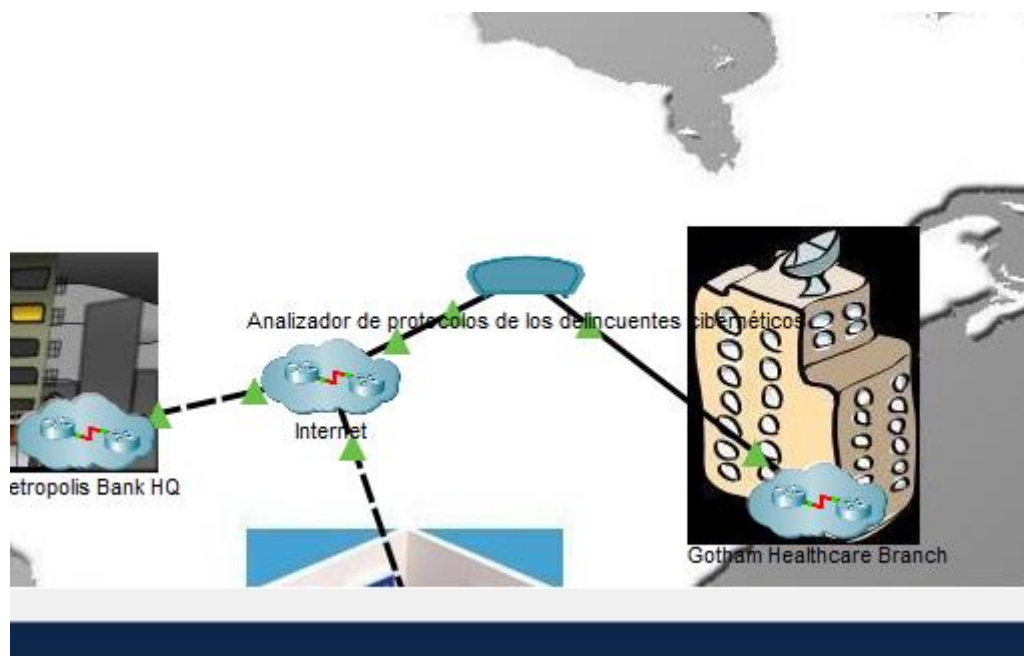 Analizador de protocolos de los delincuentes cibernéticos
Internet
etropolis Bank HQ
Gotham Healthcare Branch